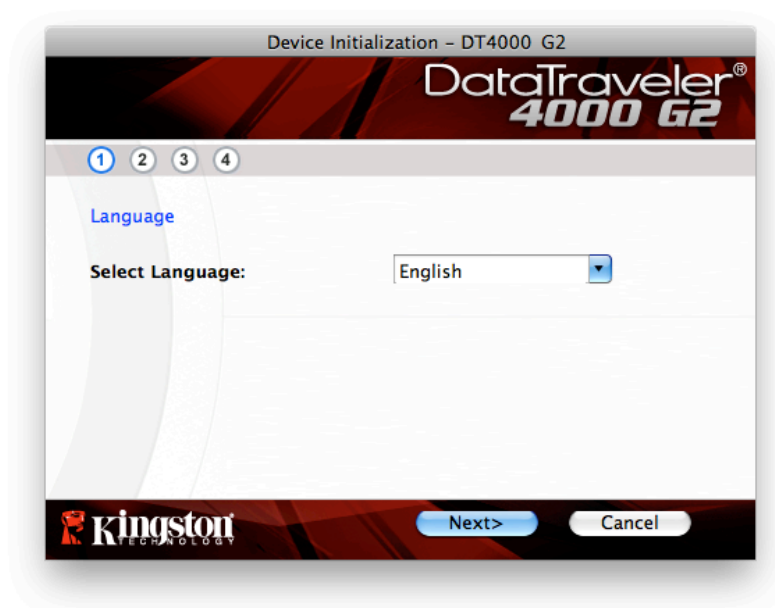 Device Initialization – DT4000 G2
DataTraveler®
4000 G2
1 2 3 4
Language
Select Language: English
Kingston Next> Cancel
TECHNOLOGY